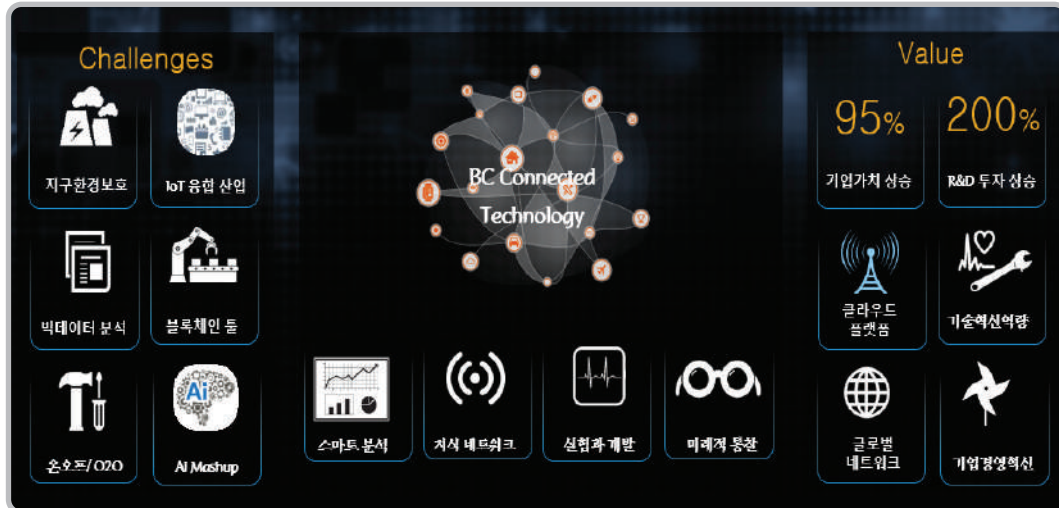 Challenges
지구환경보호
IoT 융합 산업
빅데이터 분석
블록체인 툴
온오프/O2O
Ai
AI Mashup
BC Connected
Technology
스마트 분석
지식 네트워크
실험과 개발
미래적 통찰
Value
95%
기업가치 상승
200%
R&D 투자 상승
클라우드
플랫폼
기술혁신역량
글로벌
네트워크
기업경영혁신